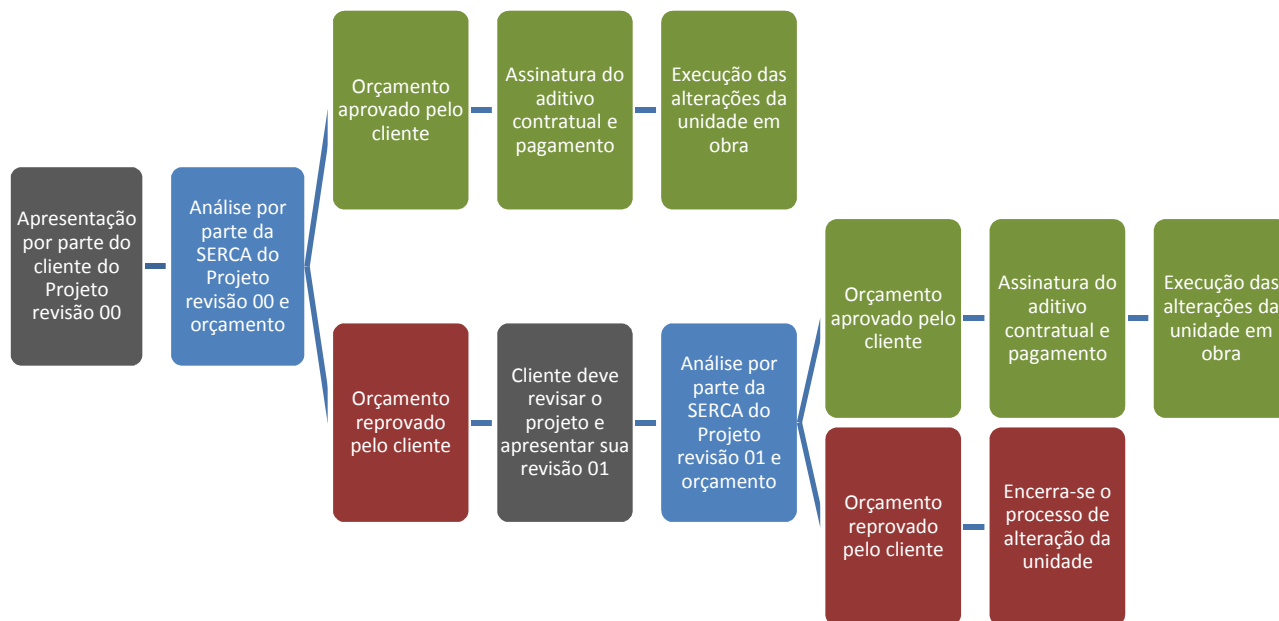 Apresentação
por parte do
cliente do
Projeto
revisão 00
Análise por
parte da
SERCA do
Projeto
revisão 00 e
orçamento
Orçamento
aprovado pelo
cliente
Assinatura do
aditivo
contratual e
pagamento
Execução das
alterações da
unidade em
obra
Orçamento
reprovado
pelo cliente
Cliente deve
revisar o
projeto e
apresentar sua
revisão 01
Análise por
parte da
SERCA do
Projeto
revisão 01 e
orçamento
Orçamento
aprovado pelo
cliente
Assinatura do
aditivo
contratual e
pagamento
Execução das
alterações da
unidade em
obra
Orçamento
reprovado
pelo cliente
Encerra-se o
processo de
alteração da
unidade